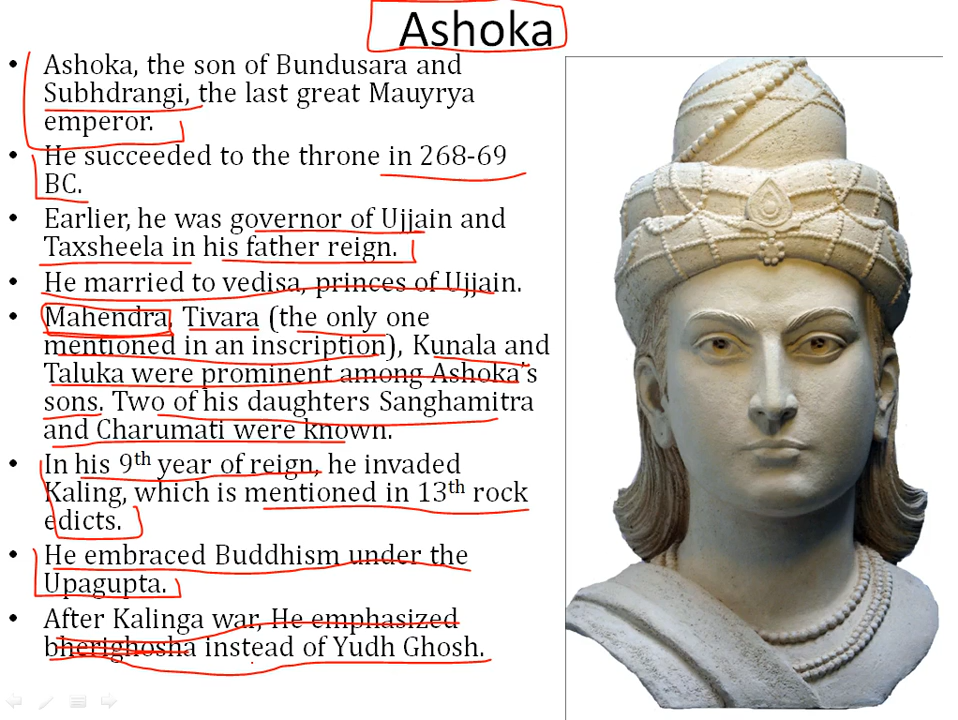 Ashoka
• Ashoka, the son of Bundusara and
Subhdrangi, the last great Mauyrya
emperor.
• He succeeded to the throne in 268-69
BC.
• Earlier, he was governor of Ujjain and
Taxsheela in his father reign.
• He married to vedisa, princes of Ujjain.
• Mahendra, Tivara (the only one
mentioned in an inscription), Kunala and
Taluka were prominent among Ashoka's
sons. Two of his daughters Sanghamitra
and Charumati were known.
• In his 9th year of reign, he invaded
Kaling, which is mentioned in 13th rock
edicts.
• He embraced Buddhism under the
Upagupta.
• After Kalinga war, He emphasized
bherighosha instead of Yudh Ghosh.